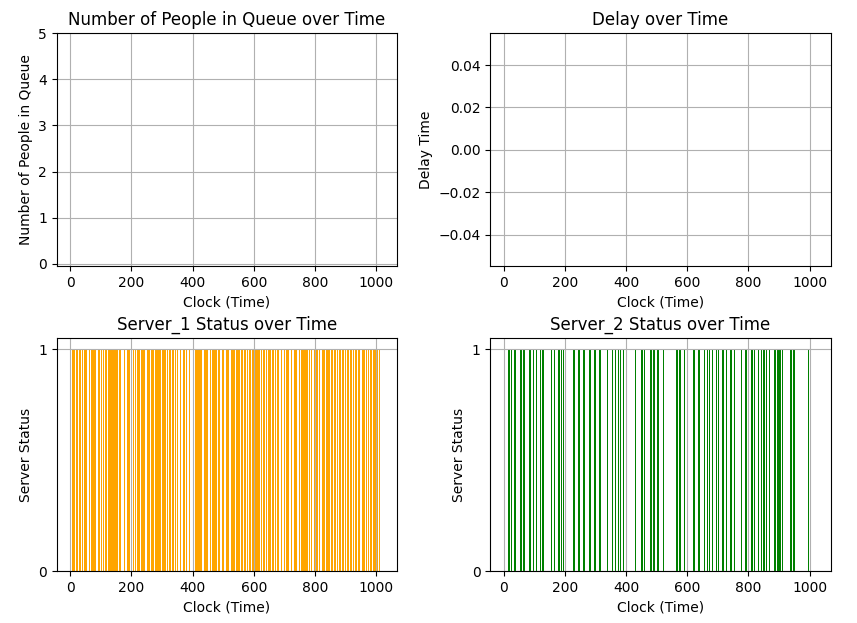 Number of People in Queue over Time
Number of People in Queue
5
4
3
2
1
0
0 200 400 600 800 1000
Clock (Time)
Delay over Time
Delay Time
0.04
0.02
0.00
−0.02
−0.04
0 200 400 600 800 1000
Clock (Time)
Server_1 Status over Time
Server Status
1
0
0 200 400 600 800 1000
Clock (Time)
Server_2 Status over Time
Server Status
1
0
0 200 400 600 800 1000
Clock (Time)